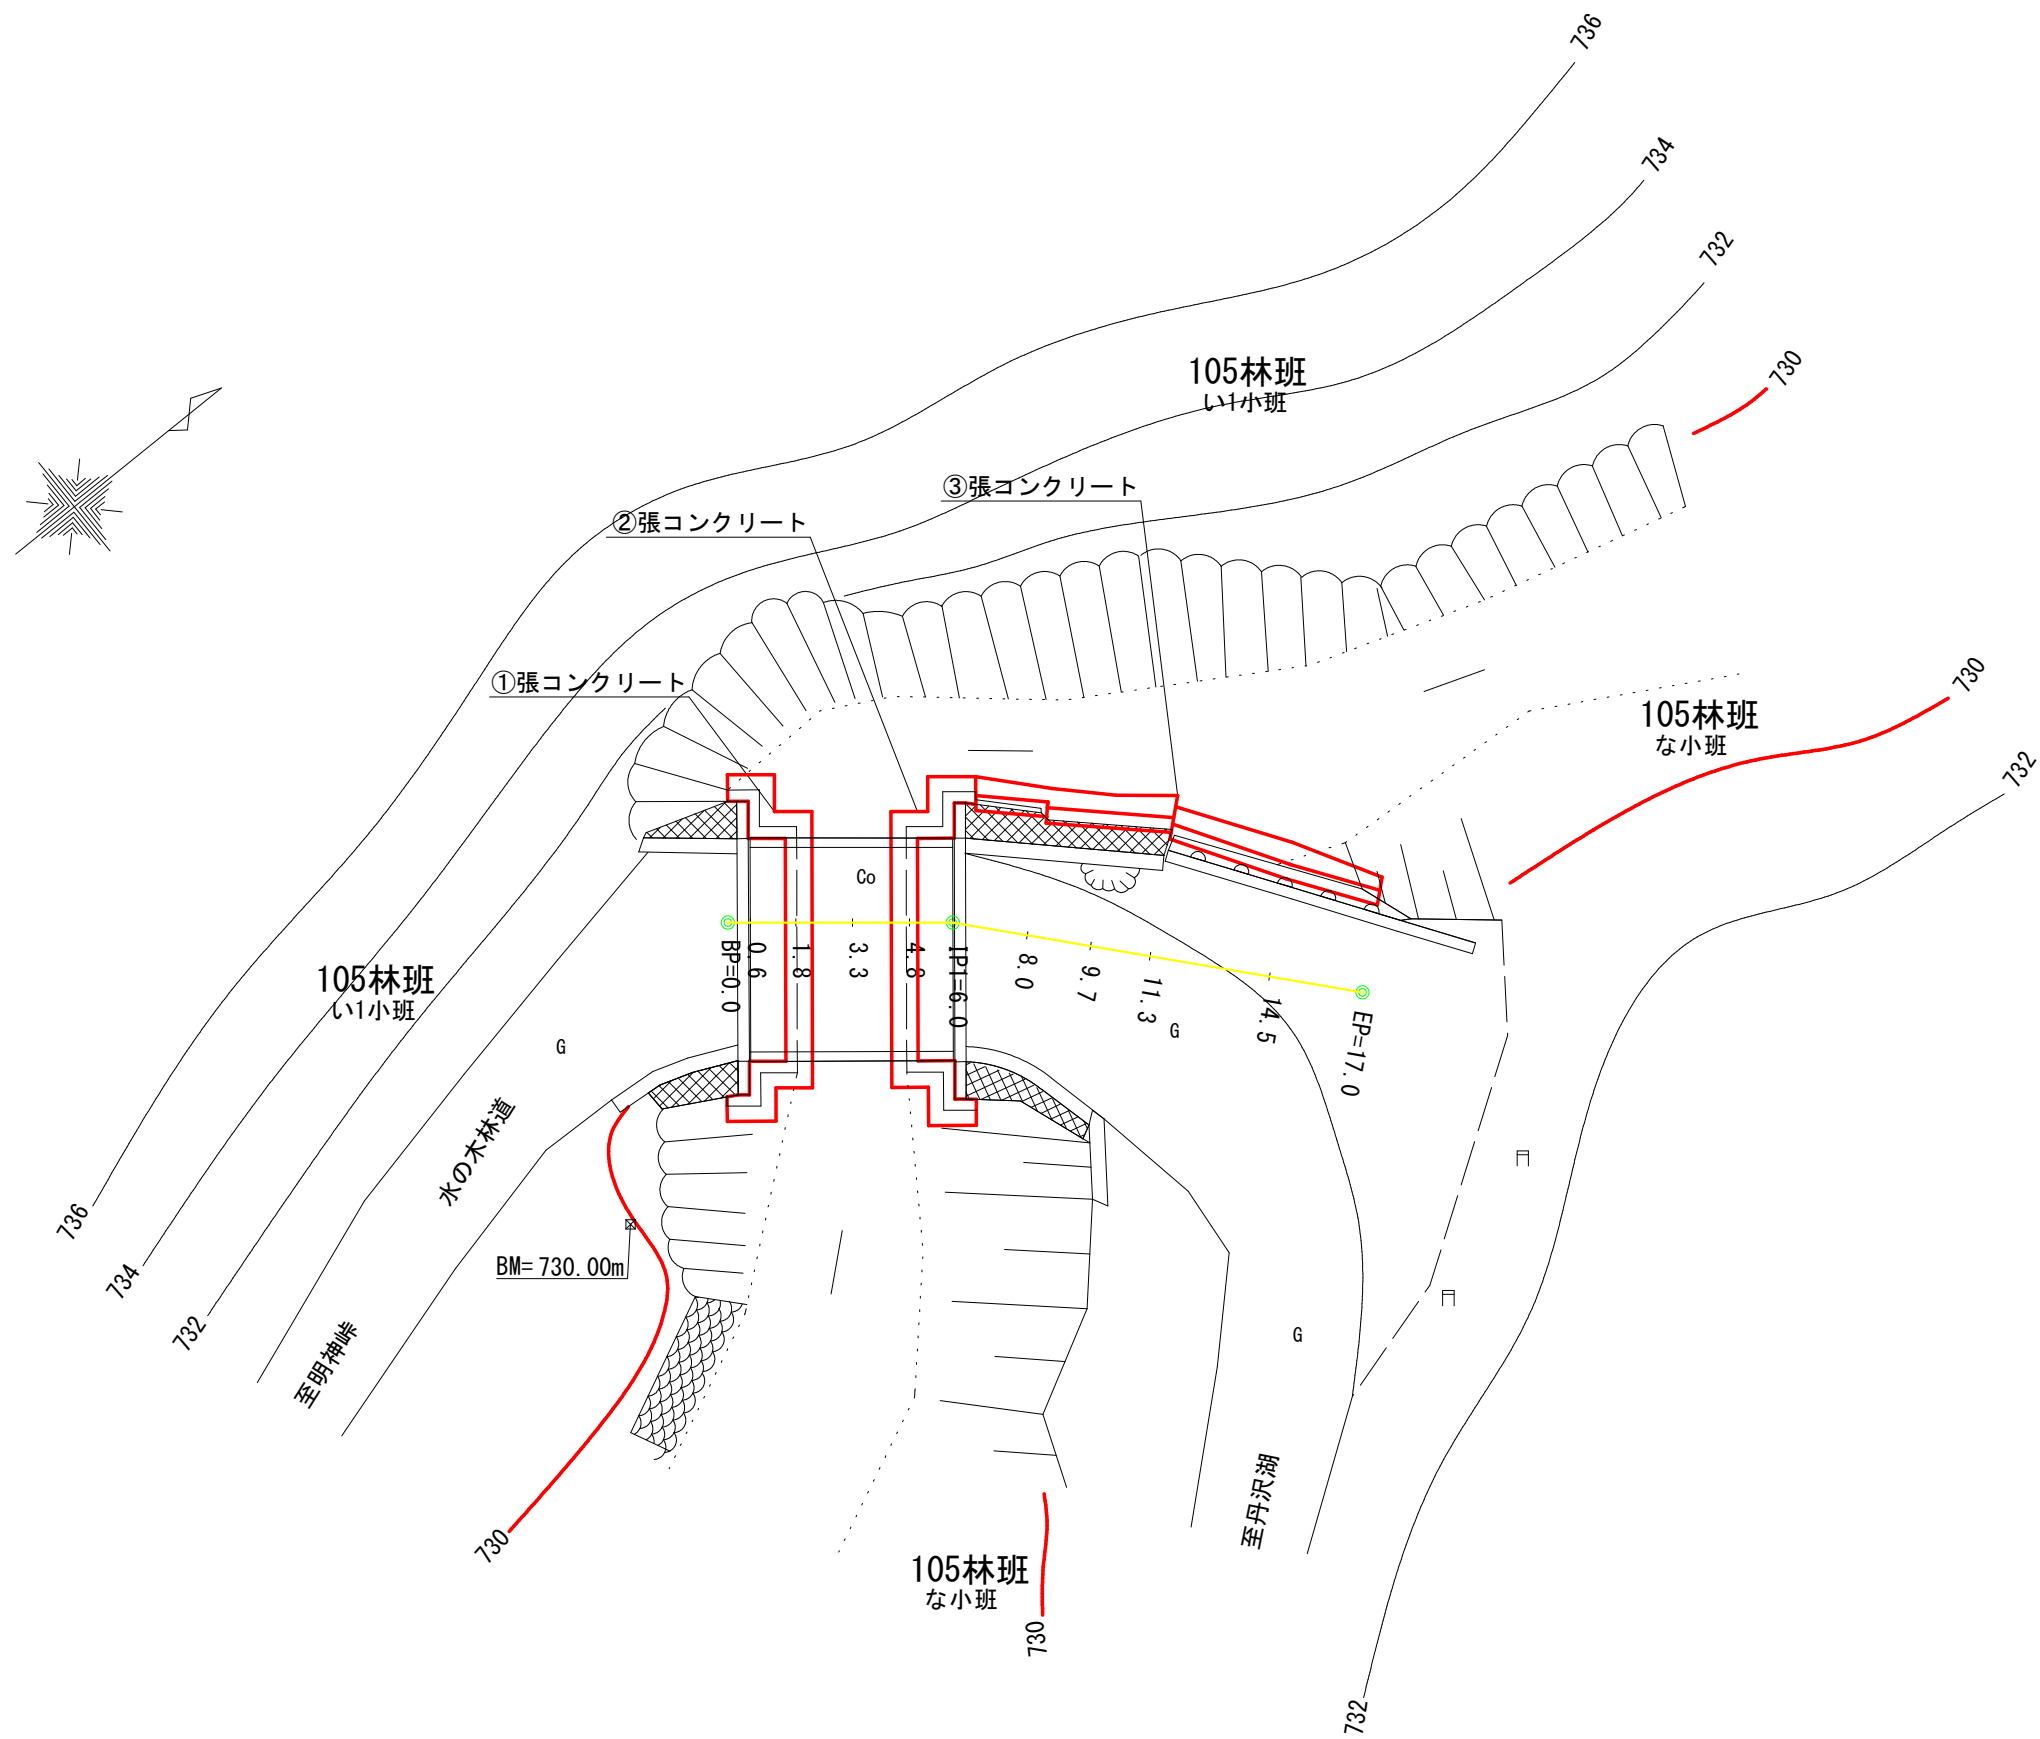 736
734
732
730
105林班
い1小班
③張コンクリート
②張コンクリート
①張コンクリート
730
105林班
な小班
732
Co
BP=0.0
0.6
1.8
3.3
4.8
IP1=6.0
8.0
9.7
11.3
14.5
EP=17.0
G
105林班
い1小班
G
水の木林道
736
734
732
BM=730.00m
至明神峠
G
至丹沢湖
730
105林班
な小班
730
732